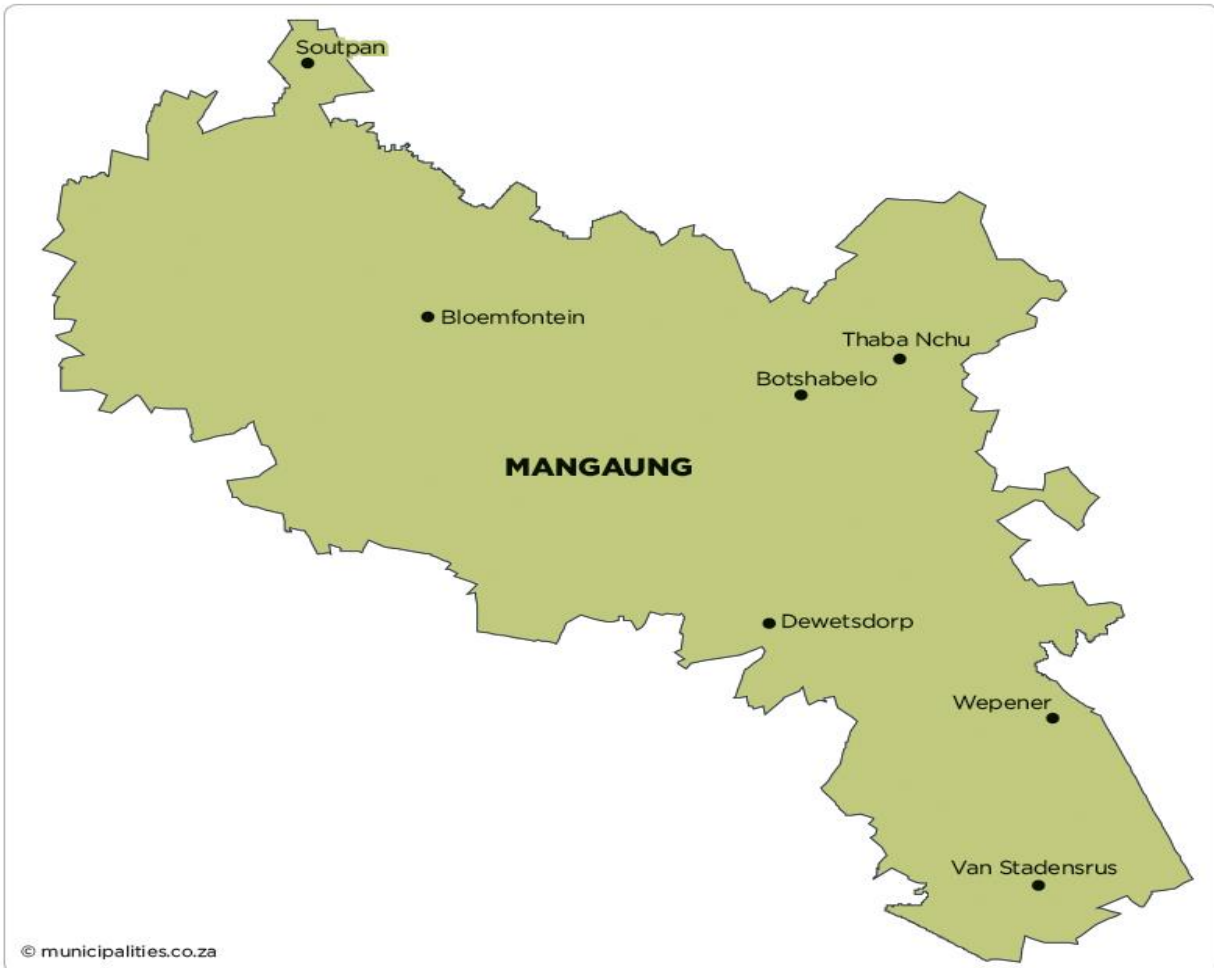 Soutpan
Bloemfontein
Thaba Nchu
Botshabelo
MANGAUNG
Dewetsdorp
Wepener
Van Stadensrus
© municipalities.co.za